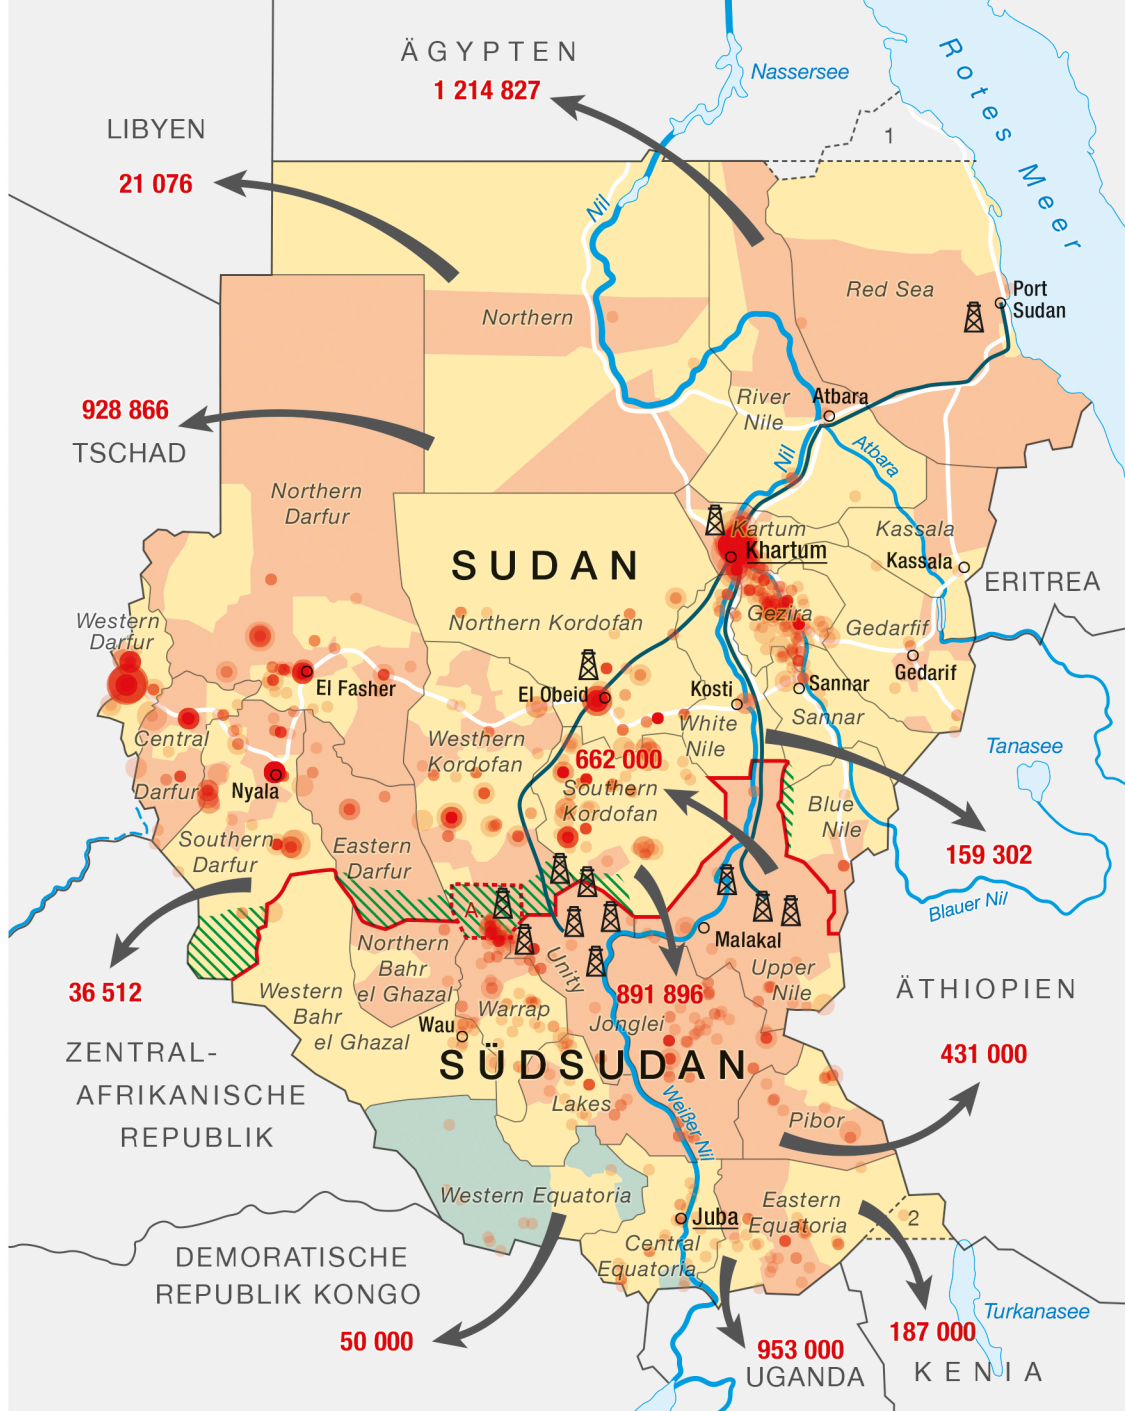 ÄGYPTEN
1 214 827
Nassersee
Rotes Meer
LIBYEN
21 076
1
Nil
Red Sea
Port
Sudan
Northern
928 866
TSCHAD
River
Nile
Atbara
Nil
Atbara
Northern
Darfur
Kartum
Khartum
Kassala
Kassala
SUDAN
ERITREA
Western
Darfur
Northern Kordofan
Gezira
Gedarfif
Gedarif
El Fasher
El Obeid
Kosti
Sannar
Sannar
White
Nile
Central
Darfur
Nyala
Westhern
Kordofan
662 000
Southern
Kordofan
Tanasee
Blue
Nile
159 302
Southern
Darfur
Eastern
Darfur
Blauer Nil
A
Malakal
Northern
Bahr
el Ghazal
Unity
Upper
Nile
36 512
Western
Bahr
el Ghazal
891 896
ÄTHIOPIEN
Warrap
Jonglei
Wau
431 000
ZENTRAL-
AFRIKANISCHE
REPUBLIK
SÜDSUDAN
Lakes
Weißer Nil
Pibor
Western Equatoria
Juba
Eastern
Equatoria
2
Central
Equatoria
DEMORATISCHE
REPUBLIK KONGO
50 000
953 000
UGANDA
187 000
KENIA
Turkanasee